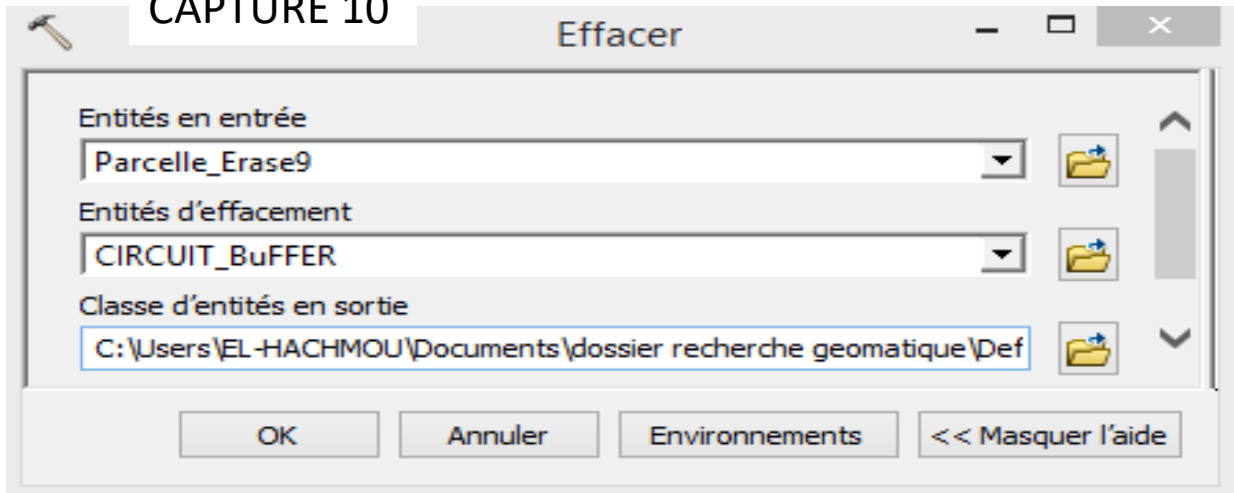 CAPTURE 10
Effacer
Entités en entrée
Parcelle_Erase9
Entités d'effacement
CIRCUIT_BuFFER
Classe d'entités en sortie
C:\Users\EL-HACHMOU\Documents\dossier recherche geomatique\Def
OK Annuler Environnements << Masquer l'aide